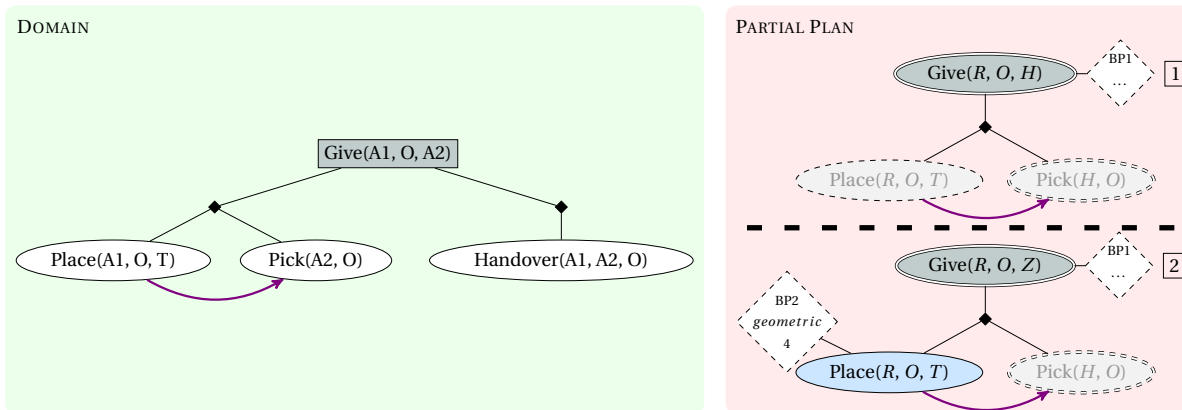 DOMAIN
Give(A1, O, A2)
Place(A1, O, T)
Pick(A2, O)
Handover(A1, A2, O)
PARTIAL PLAN
Give(R, O, H)
BP1
...
1
Place(R, O, T)
Pick(H, O)
Give(R, O, Z)
BP1
...
2
BP2
geometric
4
Place(R, O, T)
Pick(H, O)